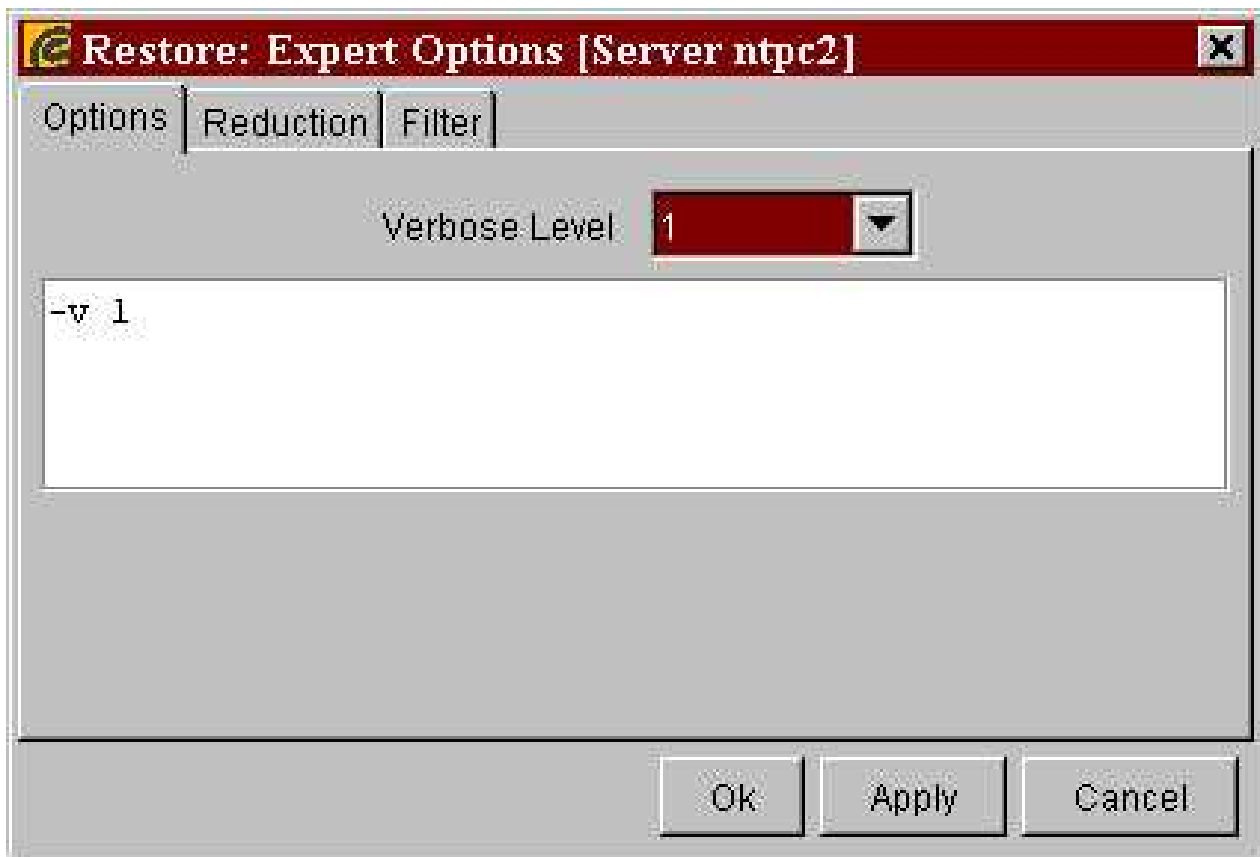 Restore: Expert Options [Server ntpc2]
Options Reduction Filter
Verbose Level 1
-v 1
Ok Apply Cancel